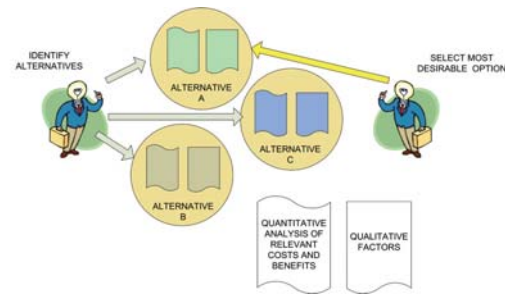 IDENTIFY
ALTERNATIVES
ALTERNATIVE
A
SELECT MOST
DESIRABLE OPTION
ALTERNATIVE
C
ALTERNATIVE
B
QUANTITATIVE
ANALYSIS OF
RELEVANT
COSTS AND
BENEFITS
QUALITATIVE
FACTORS